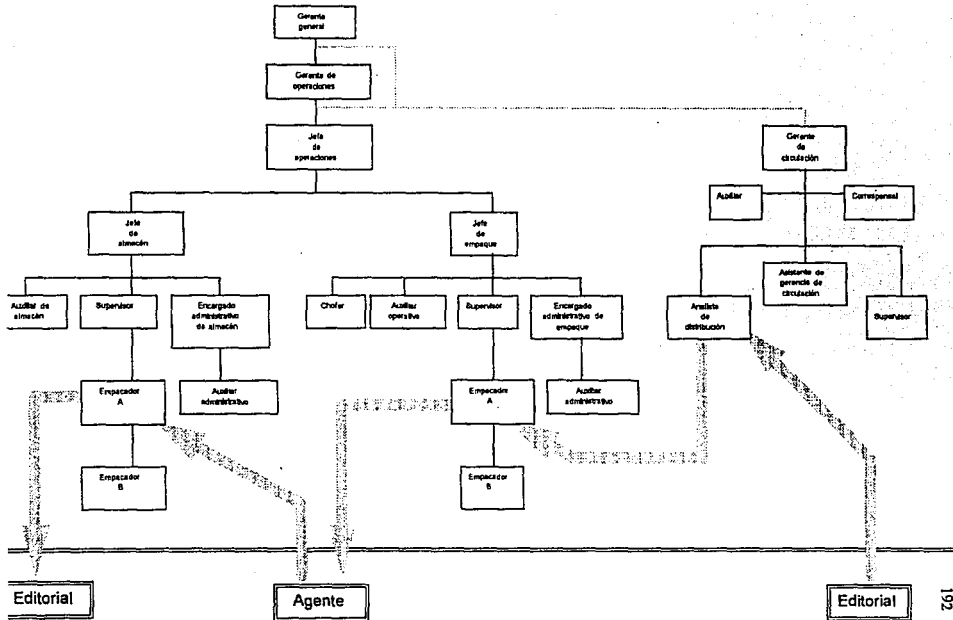 Gerante
general
Gerante de
operaciones
Jefe
de
operaciones
Gerente
de
circulación
Auxiliar
Corresponsal
Jefe
de
almacén
Jefe
de
empaque
Auxiliar de
almacén
Supervisor
Encargado
administrativo
de almacén
Chofer
Auxiliar
operativo
Supervisor
Encargado
administrativo de
empaque
Analista
de
distribución
Asistente de
gerencia de
circulación
Supervisor
Empacador
A
Auxiliar
administrativo
Empacador
A
Auxiliar
administrativo
Empacador
B
Empacador
B
Editorial
Agente
Editorial
192